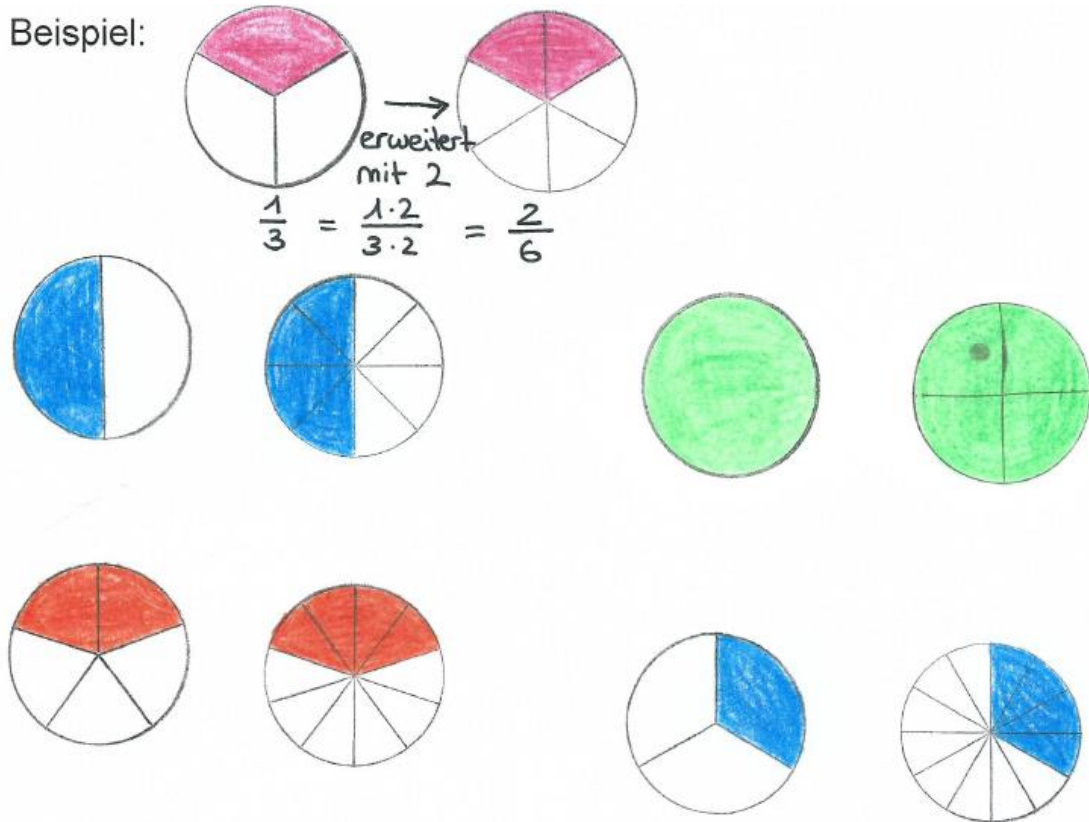 Beispiel:
erweitert
mit 2
1/3 = 1·2/3·2 = 2/6